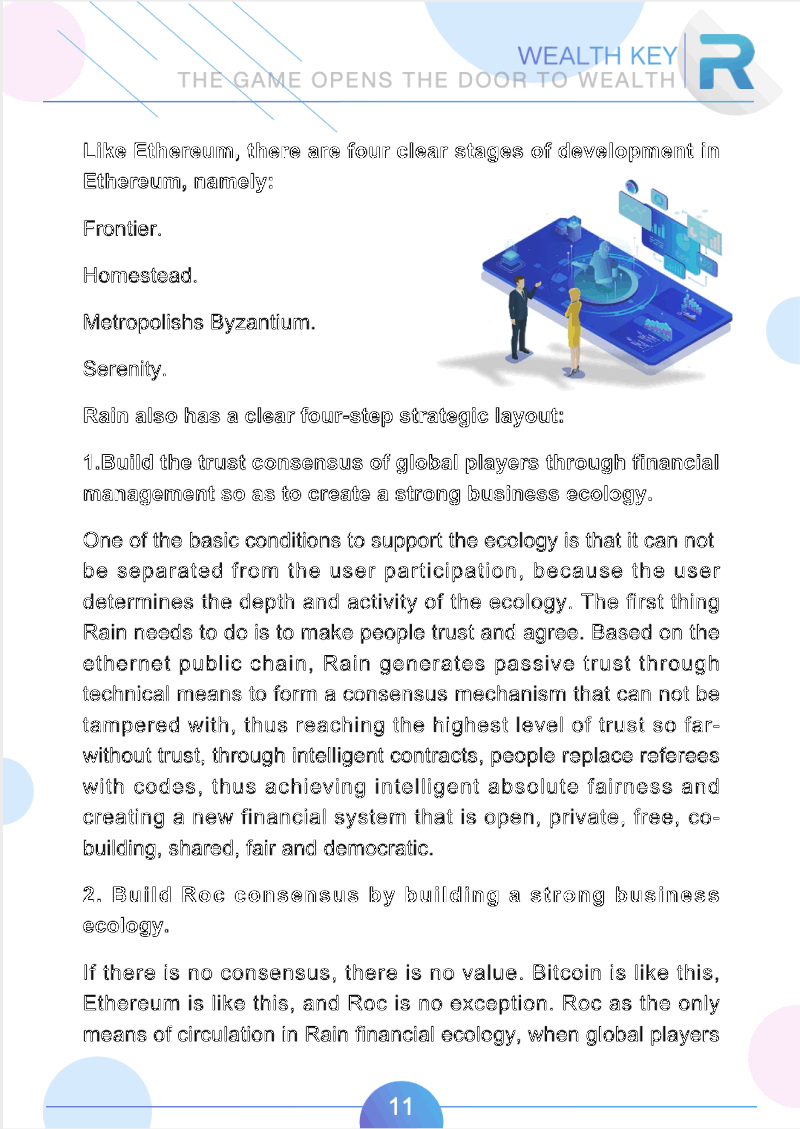 WEALTH KEY
THE GAME OPENS THE DOOR TO WEALTH
R
Like Ethereum, there are four clear stages of development in
Ethereum, namely:
Frontier.
Homestead.
Metropolishs Byzantium.
Serenity.
Rain also has a clear four-step strategic layout:
1.Build the trust consensus of global players through financial
management so as to create a strong business ecology.
One of the basic conditions to support the ecology is that it can not
be separated from the user participation, because the user
determines the depth and activity of the ecology. The first thing
Rain needs to do is to make people trust and agree. Based on the
ethernet public chain, Rain generates passive trust through
technical means to form a consensus mechanism that can not be
tampered with, thus reaching the highest level of trust so far-
without trust, through intelligent contracts, people replace referees
with codes, thus achieving intelligent absolute fairness and
creating a new financial system that is open, private, free, co-
building, shared, fair and democratic.
2. Build Roc consensus by building a strong business
ecology.
If there is no consensus, there is no value. Bitcoin is like this,
Ethereum is like this, and Roc is no exception. Roc as the only
means of circulation in Rain financial ecology, when global players
11